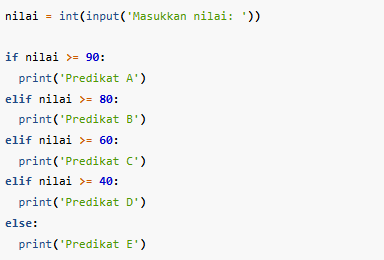 nilai = int(input('Masukkan nilai: '))
if nilai >= 90:
  print('Predikat A')
elif nilai >= 80:
  print('Predikat B')
elif nilai >= 60:
  print('Predikat C')
elif nilai >= 40:
  print('Predikat D')
else:
  print('Predikat E')